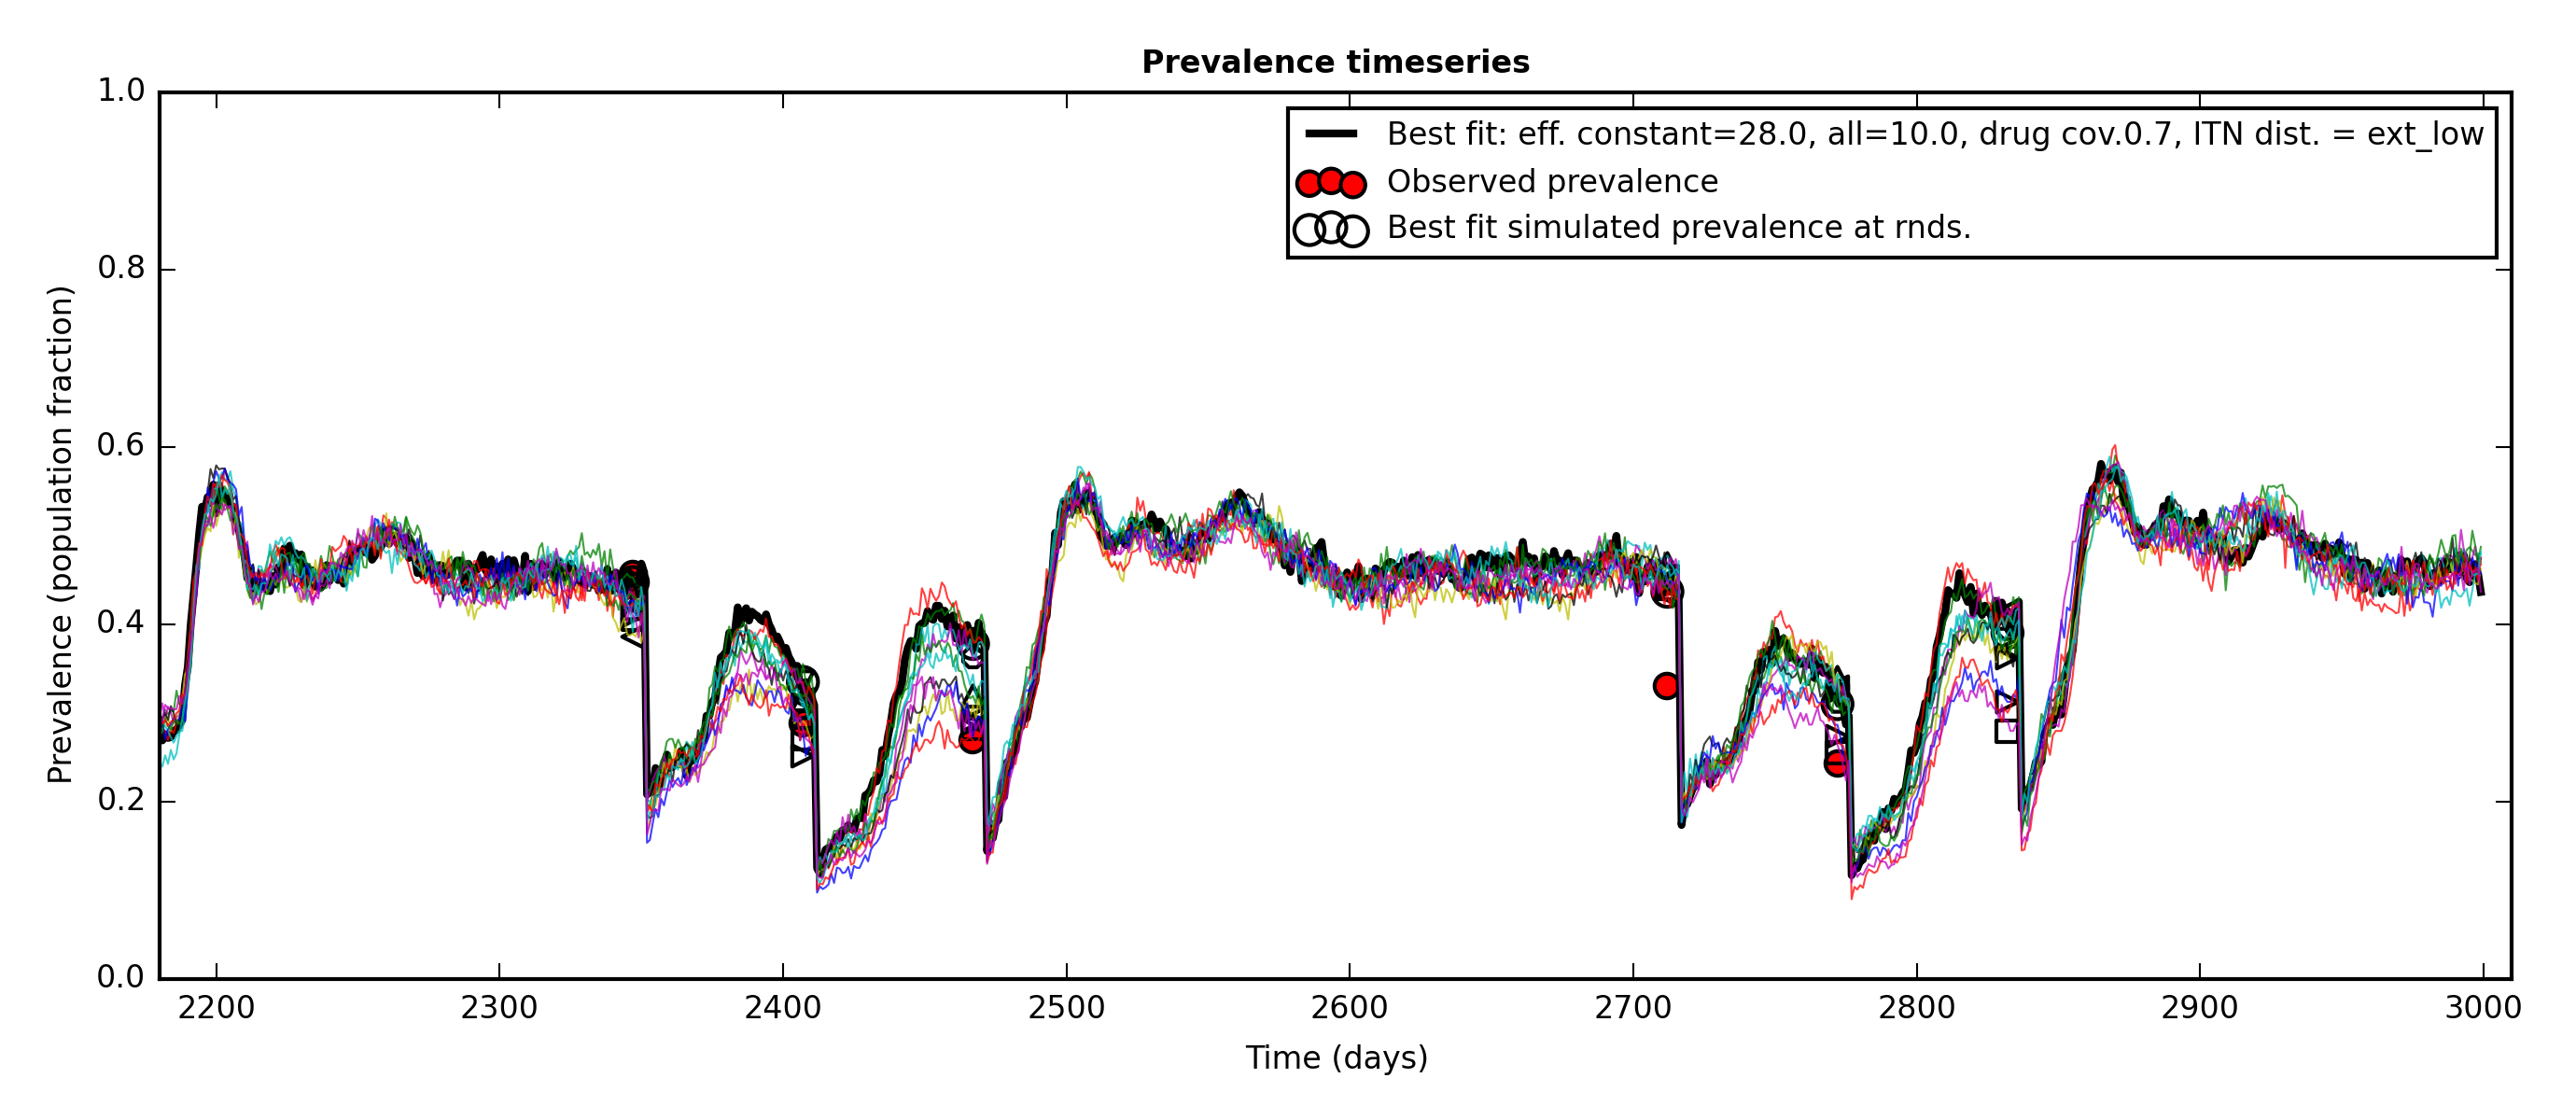 Prevalence timeseries
1.0
0.8
0.6
0.4
0.2
0.0
Prevalence (population fraction)
Best fit: eff. constant=28.0, all=10.0, drug cov.0.7, ITN dist. = ext_low
Observed prevalence
Best fit simulated prevalence at rnds.
2200 2300 2400 2500 2600 2700 2800 2900 3000
Time (days)